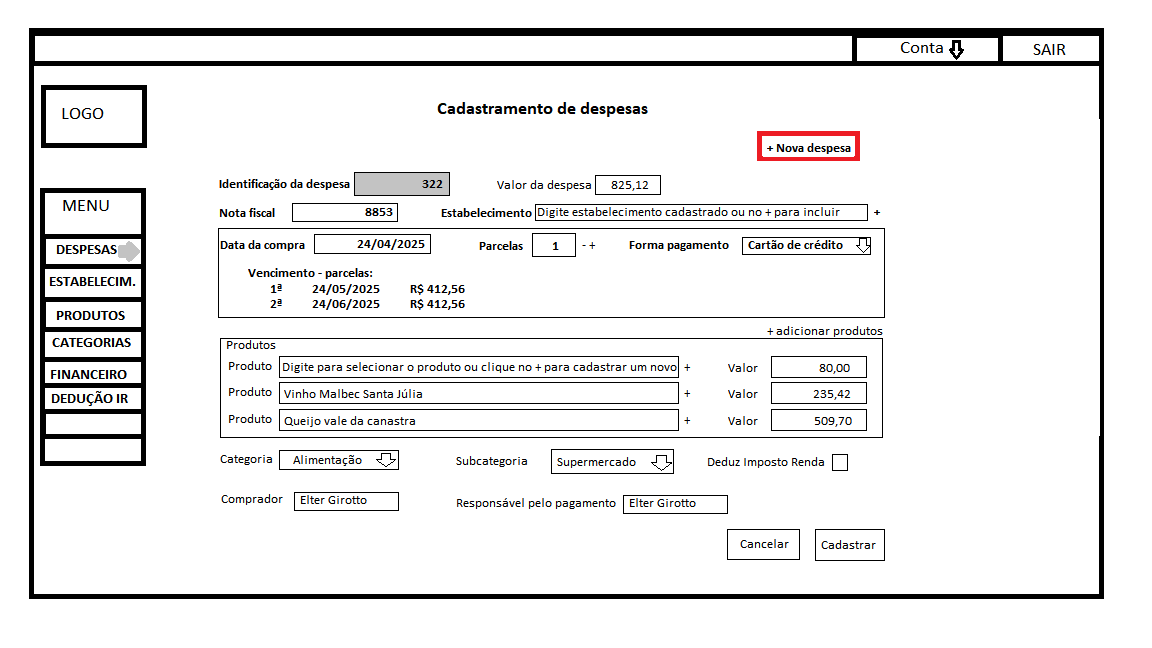 Conta SAIR
LOGO
Cadastramento de despesas
+ Nova despesa
Identificação da despesa 322 Valor da despesa 825,12
MENU
Nota fiscal 8853 Estabelecimento Digite estabelecimento cadastrado ou no + para incluir +
DESPESAS
Data da compra 24/04/2025 Parcelas 1 - + Forma pagamento Cartão de crédito
Vencimento - parcelas:
ESTABELECIM.
1ª 24/05/2025 R$ 412,56
2ª 24/06/2025 R$ 412,56
PRODUTOS
+ adicionar produtos
CATEGORIAS
Produtos
Produto Digite para selecionar o produto ou clique no + para cadastrar um novo + Valor 80,00
FINANCEIRO
Produto Vinho Malbec Santa Júlia + Valor 235,42
DEDUÇÃO IR
Produto Queijo vale da canastra + Valor 509,70
Categoria Alimentação Subcategoria Supermercado Deduz Imposto Renda
Comprador Elter Girotto Responsável pelo pagamento Elter Girotto
Cancelar Cadastrar